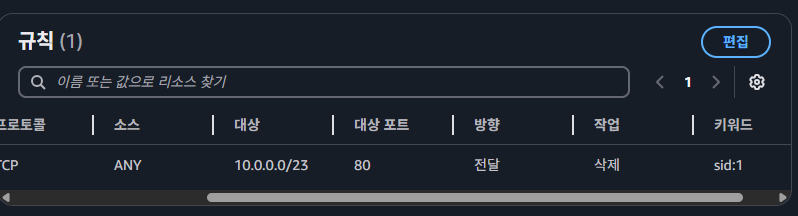 규칙 (1)
편집
이름 또는 값으로 리소스 찾기
1
프로토콜 소스 대상 대상 포트 방향 작업 키워드
TCP ANY 10.0.0.0/23 80 전달 삭제 sid:1